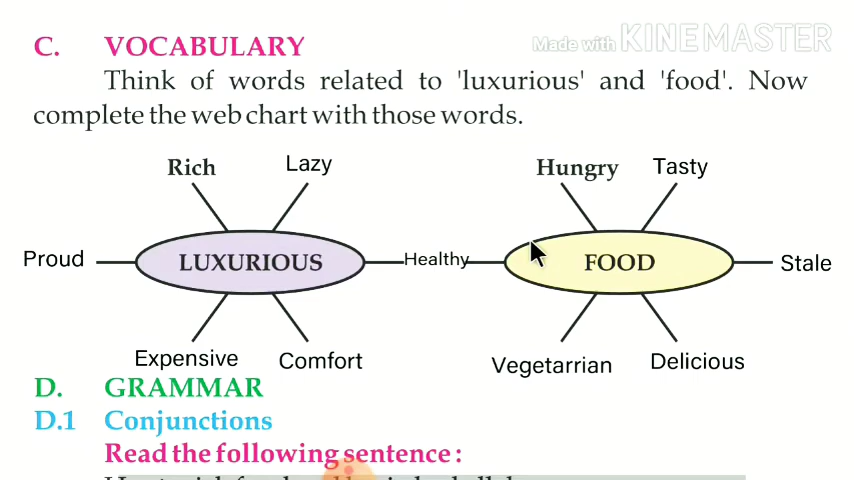 Made with KINEMASTER
C. VOCABULARY
Think of words related to 'luxurious' and 'food'. Now
complete the web chart with those words.
Rich Lazy Hungry Tasty
Proud LUXURIOUS Healthy FOOD Stale
Expensive Comfort Vegetarrian Delicious
D. GRAMMAR
D.1 Conjunctions
Read the following sentence :